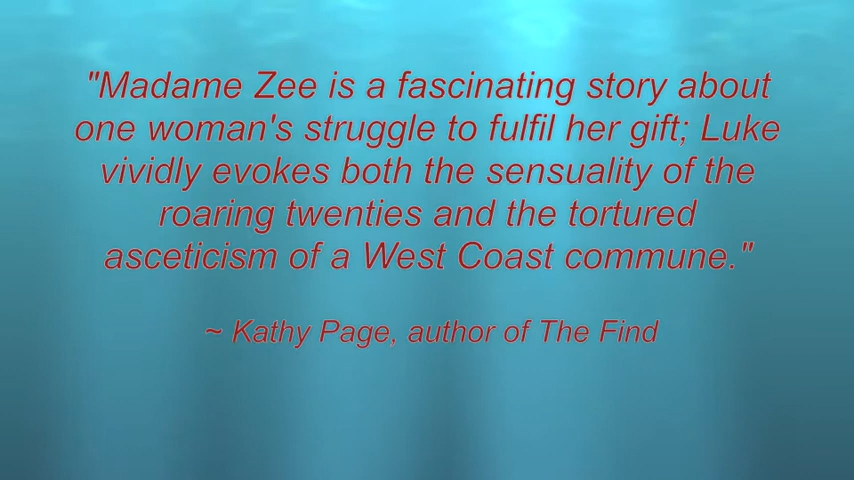 "Madame Zee is a fascinating story about
one woman's struggle to fulfil her gift; Luke
vividly evokes both the sensuality of the
roaring twenties and the tortured
asceticism of a West Coast commune."
~ Kathy Page, author of The Find